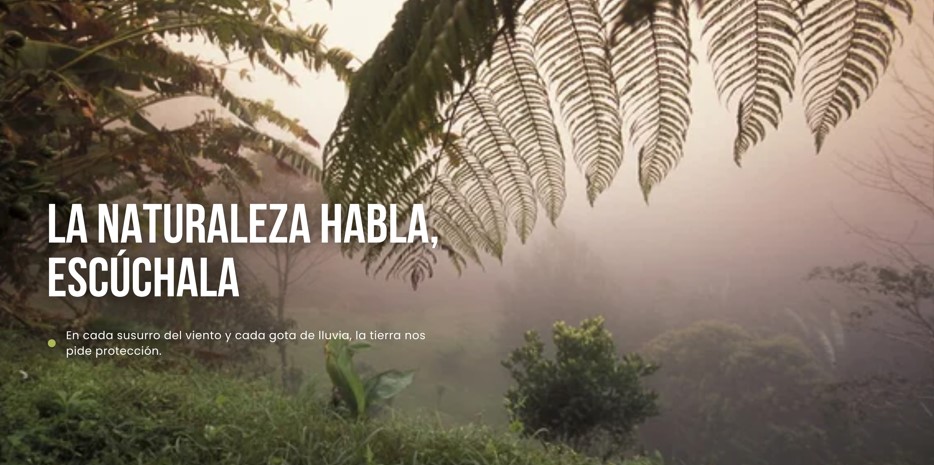 LA NATURALEZA HABLA,
ESCÚCHALA
En cada susurro del viento y cada gota de lluvia, la tierra nos
pide protección.